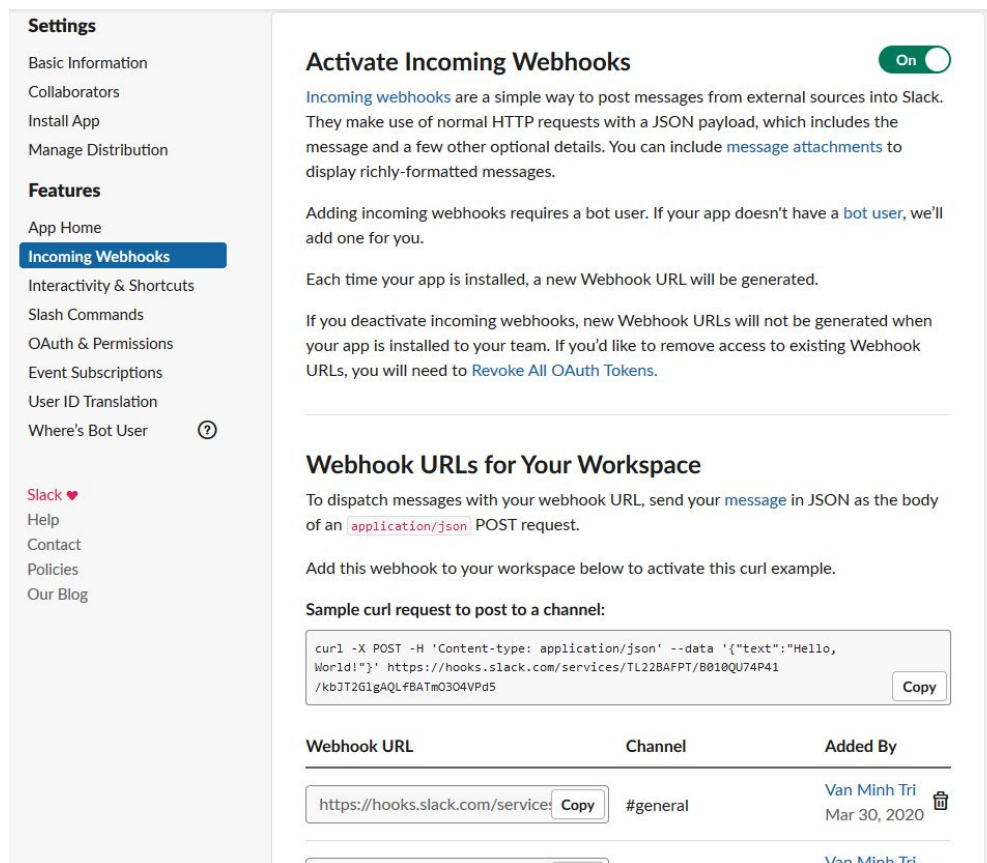 Settings
Basic Information
Collaborators
Install App
Manage Distribution
Features
App Home
Incoming Webhooks
Interactivity & Shortcuts
Slash Commands
OAuth & Permissions
Event Subscriptions
User ID Translation
Where's Bot User
Slack ♥
Help
Contact
Policies
Our Blog
Activate Incoming Webhooks
On
Incoming webhooks are a simple way to post messages from external sources into Slack.
They make use of normal HTTP requests with a JSON payload, which includes the
message and a few other optional details. You can include message attachments to
display richly-formatted messages.
Adding incoming webhooks requires a bot user. If your app doesn't have a bot user, we'll
add one for you.
Each time your app is installed, a new Webhook URL will be generated.
If you deactivate incoming webhooks, new Webhook URLs will not be generated when
your app is installed to your team. If you'd like to remove access to existing Webhook
URLs, you will need to Revoke All OAuth Tokens.
Webhook URLs for Your Workspace
To dispatch messages with your webhook URL, send your message in JSON as the body
of an application/json POST request.
Add this webhook to your workspace below to activate this curl example.
Sample curl request to post to a channel:
curl -X POST -H 'Content-type: application/json' --data '{"text":"Hello,
World!"}' https://hooks.slack.com/services/TL22BAFPT/B010QU74P41
/kbJT2GlgAQLfBATmO3O4VPd5
Copy
Webhook URL Channel Added By
https://hooks.slack.com/services Copy #general Van Minh Tri
Mar 30, 2020
Van Minh Tri